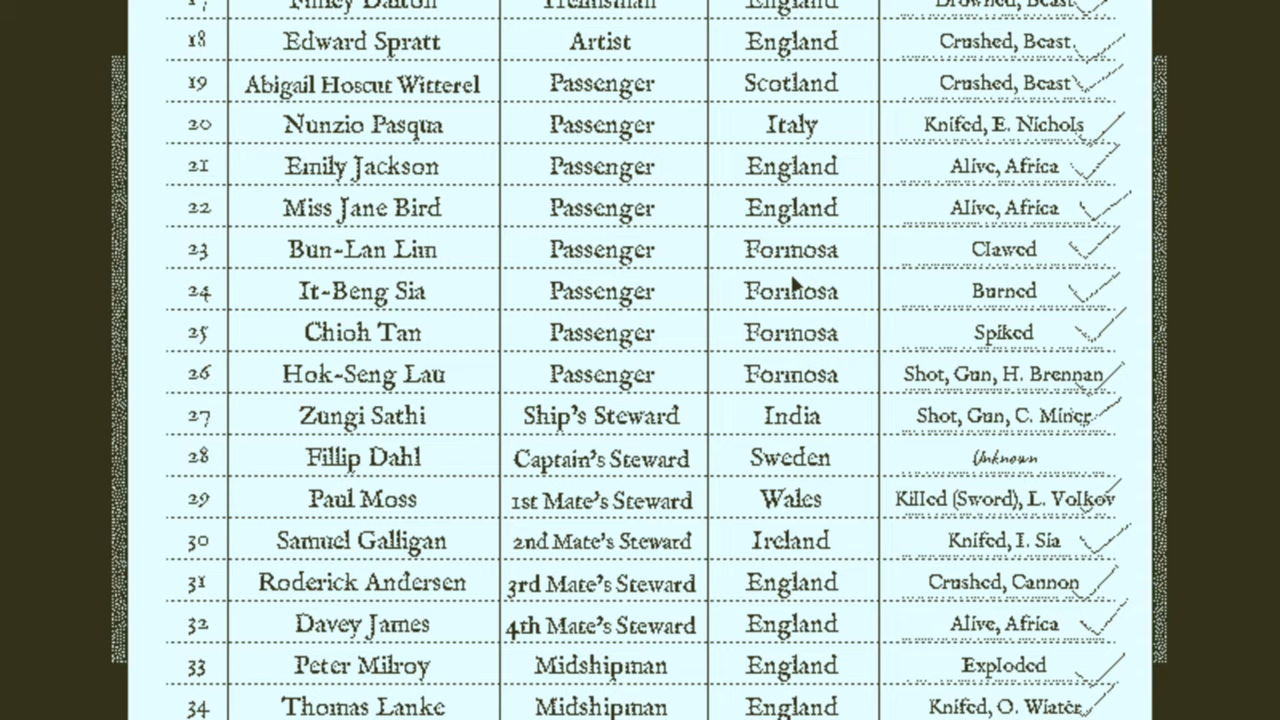 17 Finley Dalton Helmsman England Drowned, Beast
18 Edward Spratt Artist England Crushed, Beast
19 Abigail Hoscut Witterel Passenger Scotland Crushed, Beast
20 Nunzio Pasqua Passenger Italy Knifed, E. Nichols
21 Emily Jackson Passenger England Alive, Africa
22 Miss Jane Bird Passenger England Alive, Africa
23 Bun-Lan Lim Passenger Formosa Clawed
24 It-Beng Sia Passenger Formosa Burned
25 Chioh Tan Passenger Formosa Spiked
26 Hok-Seng Lau Passenger Formosa Shot, Gun, H. Brennan
27 Zungi Sathi Ship's Steward India Shot, Gun, C. Miner
28 Fillip Dahl Captain's Steward Sweden Unknown
29 Paul Moss 1st Mate's Steward Wales Killed (Sword), L. Volkov
30 Samuel Galligan 2nd Mate's Steward Ireland Knifed, I. Sia
31 Roderick Andersen 3rd Mate's Steward England Crushed, Cannon
32 Davey James 4th Mate's Steward England Alive, Africa
33 Peter Milroy Midshipman England Exploded
34 Thomas Lanke Midshipman England Knifed, O. Wiater